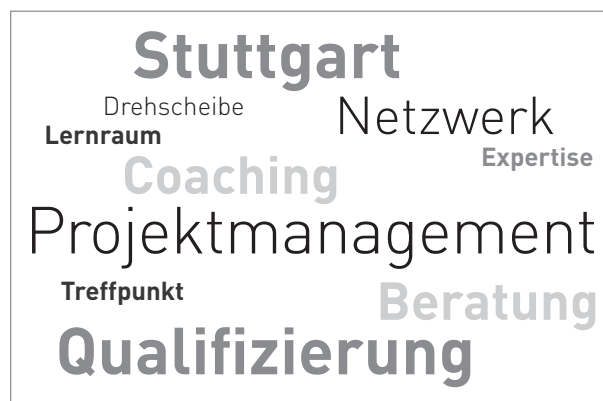 Stuttgart
Drehscheibe
Netzwerk
Lernraum
Expertise
Coaching
Projektmanagement
Treffpunkt
Beratung
Qualifizierung